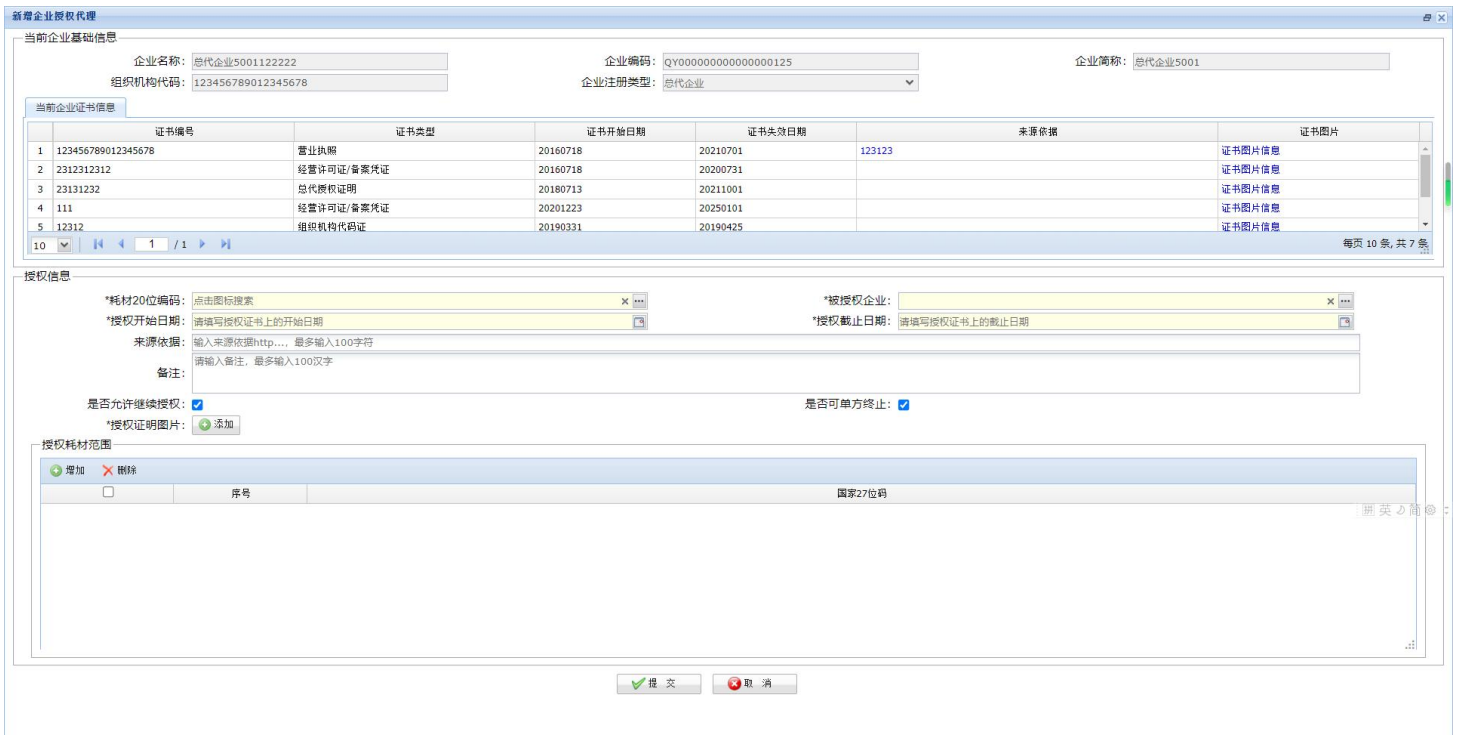 新增企业授权代理
当前企业基础信息
企业名称: 总代企业5001122222 企业编码: QY000000000000000125 企业简称: 总代企业5001
组织机构代码: 123456789012345678 企业注册类型: 总代企业
当前企业证书信息
证书编号 证书类型 证书开始日期 证书失效日期 来源依据 证书图片
1 123456789012345678 营业执照 20160718 20210701 123123 证书图片信息
2 2312312312 经营许可证/备案凭证 20160718 20200731 证书图片信息
3 23131232 总代授权证明 20180713 20211001 证书图片信息
4 111 经营许可证/备案凭证 20201223 20250101 证书图片信息
5 12312 组织机构代码证 20190331 20190425 证书图片信息
10 1 / 1 每页 10 条, 共 7 条
授权信息
*耗材20位编码: 点击图标搜索 *被授权企业:
*授权开始日期: 请填写授权证书上的开始日期 *授权截止日期: 请填写授权证书上的截止日期
来源依据: 输入来源依据http...，最多输入100字符
备注: 请输入备注，最多输入100汉字
是否允许继续授权: 是否可单方终止:
*授权证明图片: 添加
授权耗材范围
增加 删除
序号 国家27位码
拼 英 简
提 交 取 消